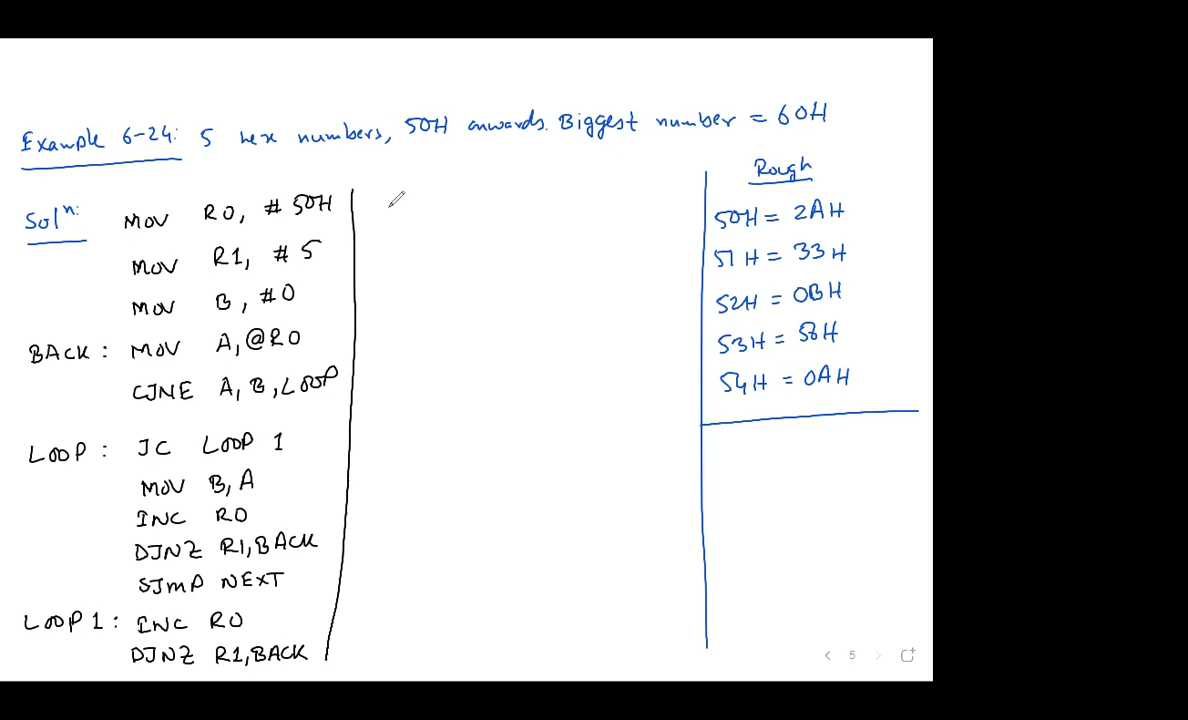 Example 6-24: 5 hex numbers, 50H onwards. Biggest number = 60H
Soln: MOV R0, # 50H
MOV R1, # 5
MOV B, #0
BACK: MOV A, @R0
CJNE A, B, LOOP
LOOP: JC LOOP 1
MOV B, A
INC R0
DJNZ R1, BACK
SJMP NEXT
LOOP 1: INC R0
DJNZ R1, BACK
Rough
50H = 2AH
51H = 33H
52H = 0BH
53H = 58H
54H = 0AH
5